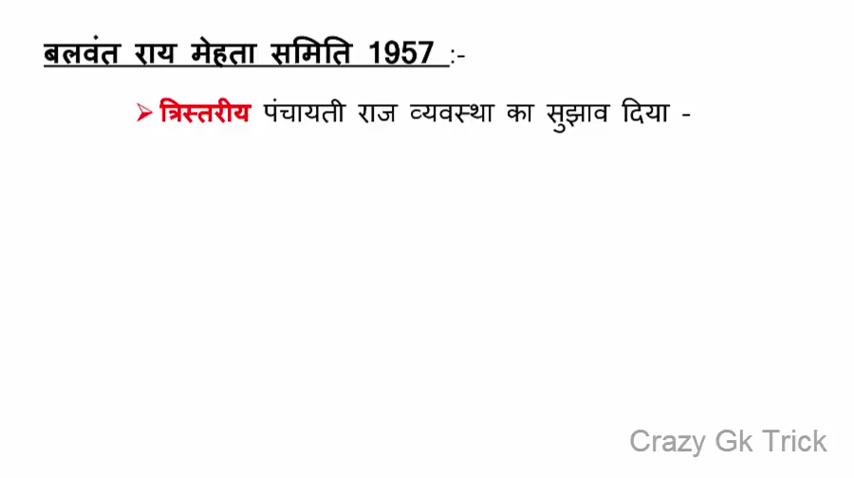 बलवंत राय मेहता समिति 1957 :-
➢ त्रिस्तरीय पंचायती राज व्यवस्था का सुझाव दिया -
Crazy Gk Trick